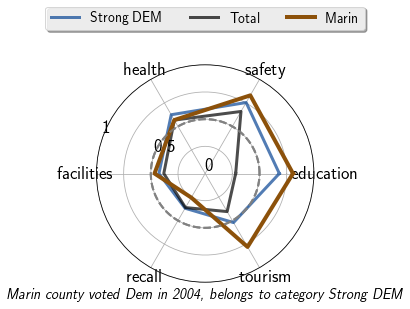 Strong DEM Total Marin
health safety
1
0.5
0
facilities education
recall tourism
Marin county voted Dem in 2004, belongs to category Strong DEM